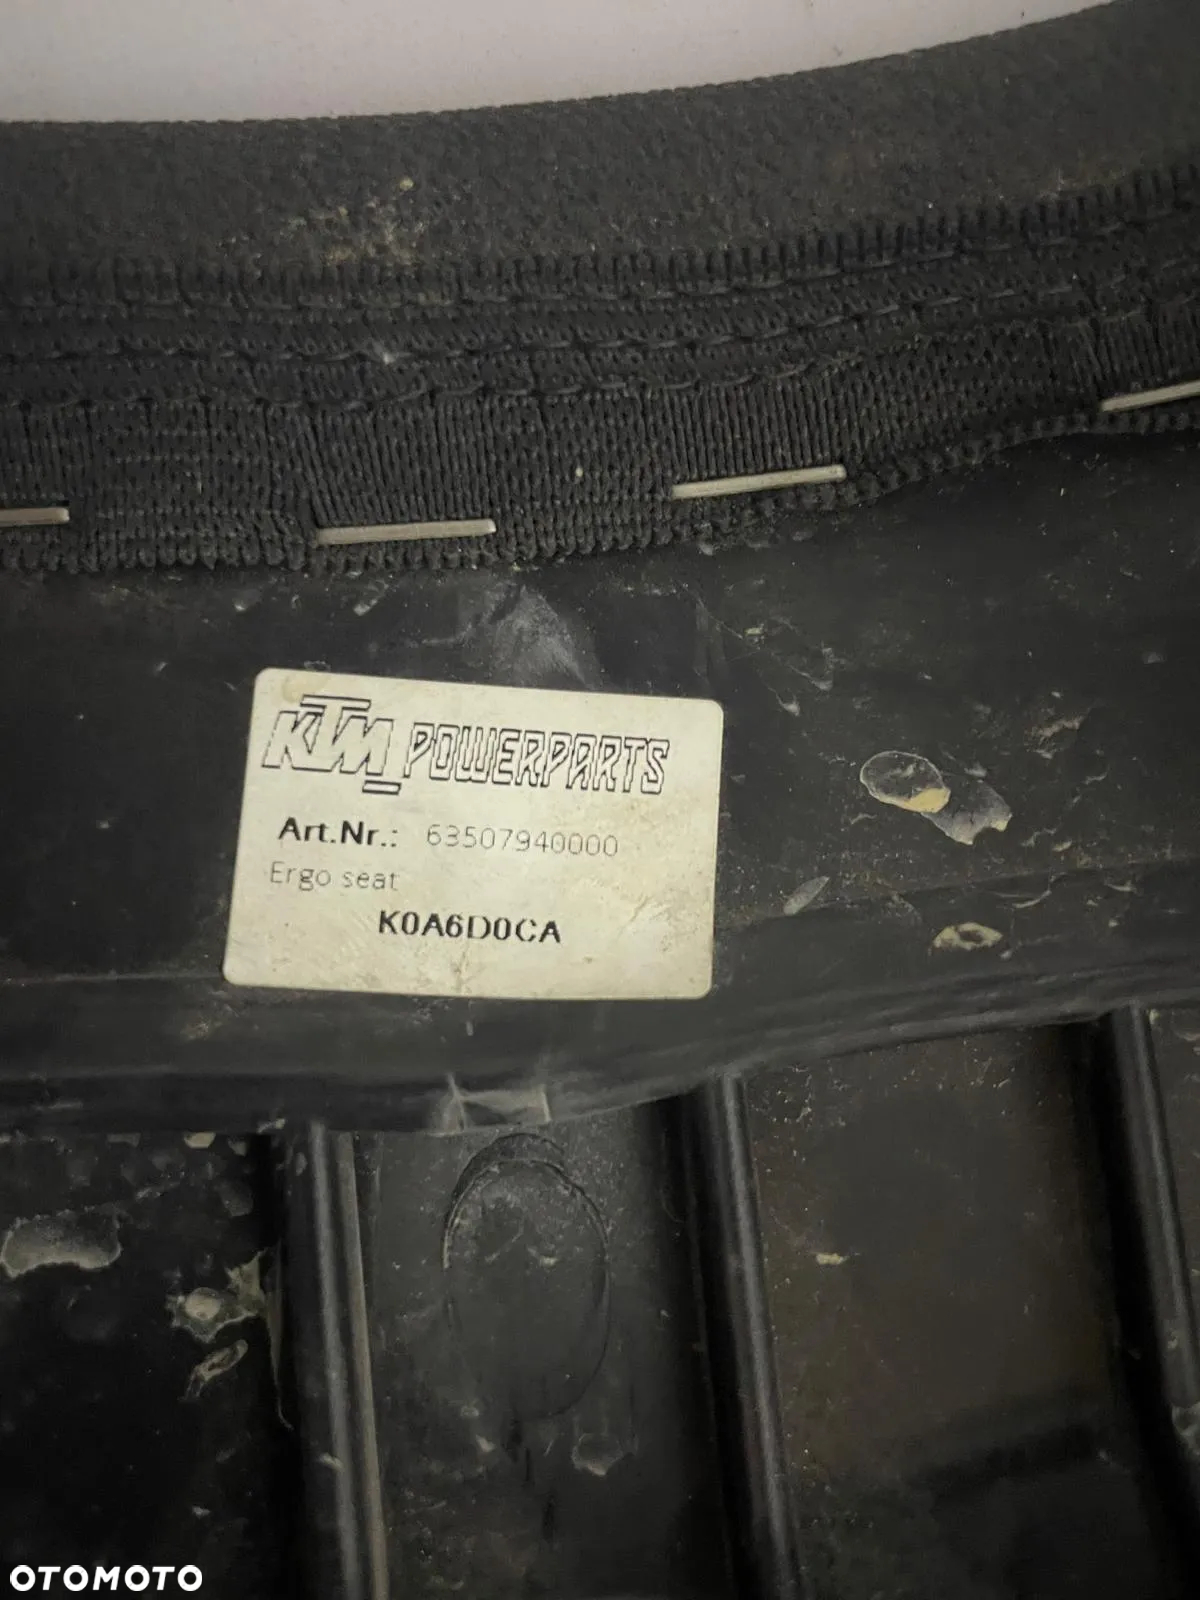 KTM POWERPARTS
Art.Nr.: 63507940000
Ergo seat
K0A6D0CA
OTOMOTO